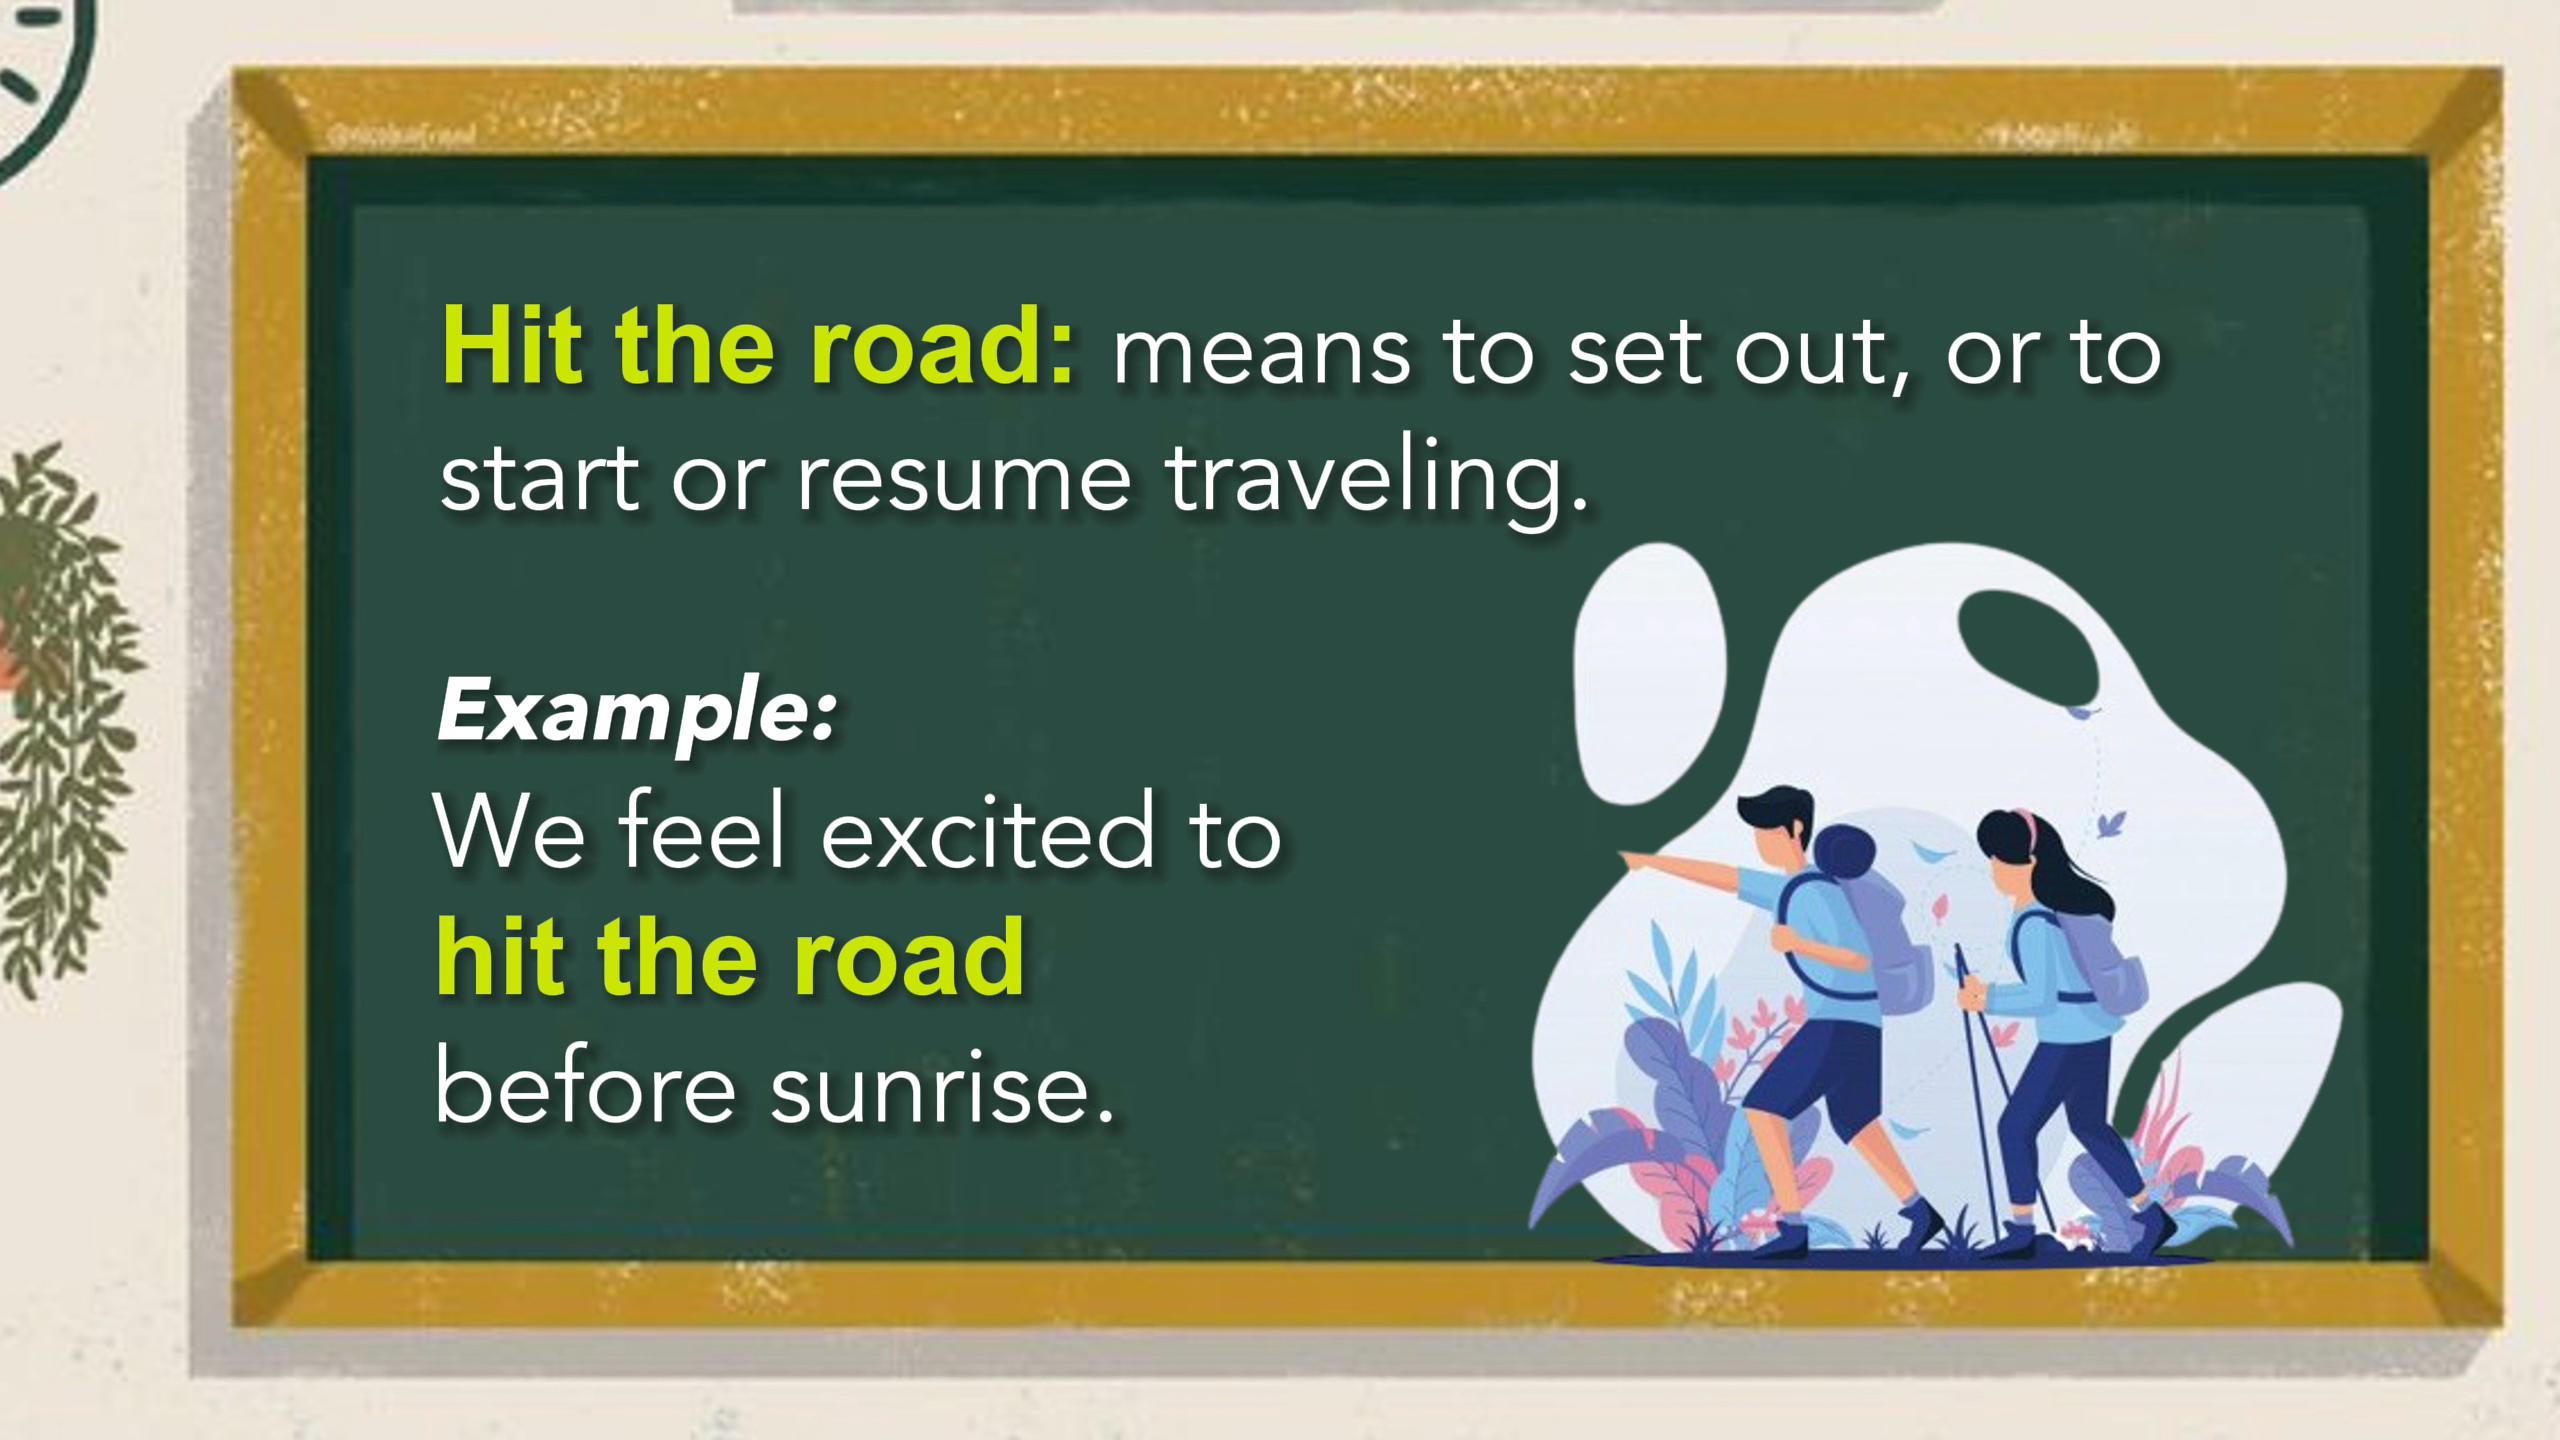 Hit the road: means to set out, or to
start or resume traveling.
Example:
We feel excited to
hit the road
before sunrise.